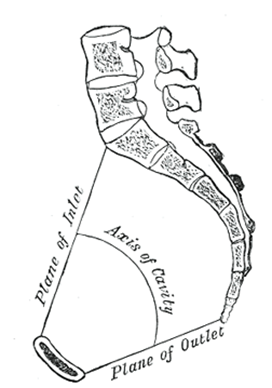 Plane of Inlet
Axis of Cavity
Plane of Outlet